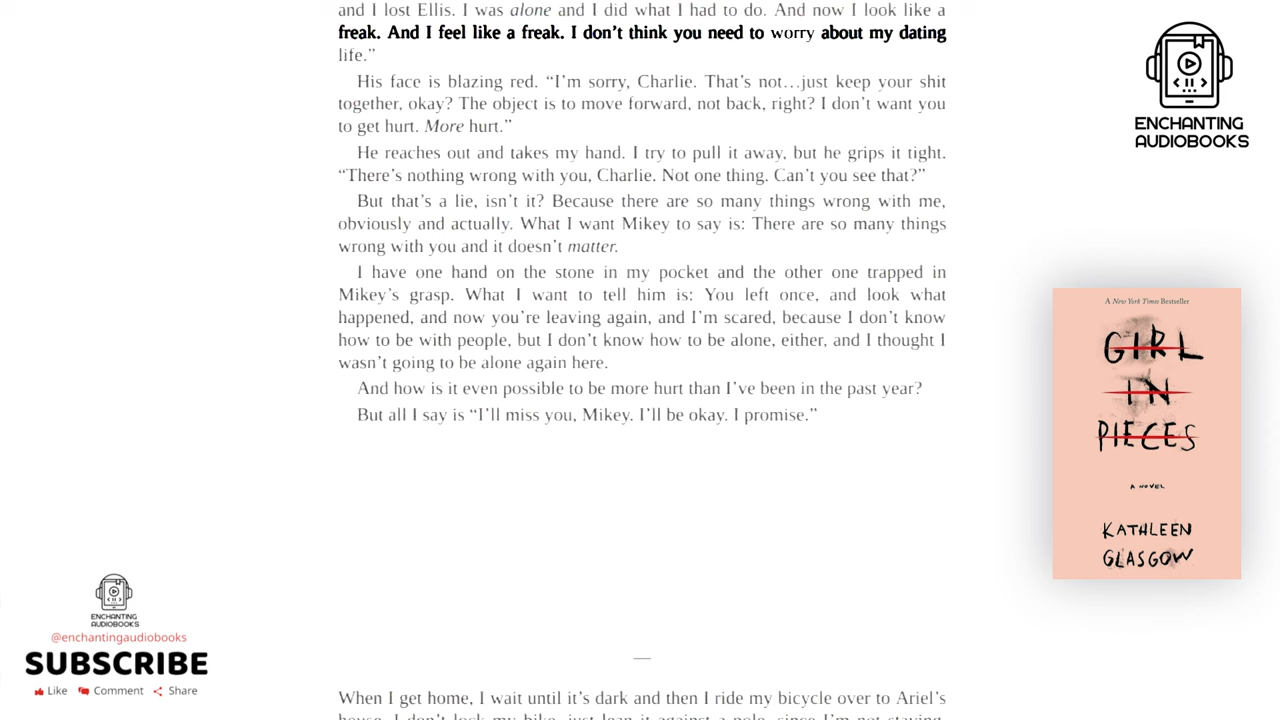 and I lost Ellis. I was alone and I did what I had to do. And now I look like a
freak. And I feel like a freak. I don’t think you need to worry about my dating
life.”
His face is blazing red. “I’m sorry, Charlie. That’s not…just keep your shit
together, okay? The object is to move forward, not back, right? I don’t want you
to get hurt. More hurt.”
He reaches out and takes my hand. I try to pull it away, but he grips it tight.
“There’s nothing wrong with you, Charlie. Not one thing. Can’t you see that?”
But that’s a lie, isn’t it? Because there are so many things wrong with me,
obviously and actually. What I want Mikey to say is: There are so many things
wrong with you and it doesn’t matter.
I have one hand on the stone in my pocket and the other one trapped in
Mikey’s grasp. What I want to tell him is: You left once, and look what
happened, and now you’re leaving again, and I’m scared, because I don’t know
how to be with people, but I don’t know how to be alone, either, and I thought I
wasn’t going to be alone again here.
And how is it even possible to be more hurt than I’ve been in the past year?
But all I say is “I’ll miss you, Mikey. I’ll be okay. I promise.”
—
When I get home, I wait until it’s dark and then I ride my bicycle over to Ariel’s
house. I don’t lock my bike, just lean it against a pole, since I’m not staying.
ENCHANTING
AUDIOBOOKS
A New York Times Bestseller
GIRL
IN
PIECES
A NOVEL
KATHLEEN
GLASGOW
ENCHANTING
AUDIOBOOKS
@enchantingaudiobooks
SUBSCRIBE
Like Comment Share